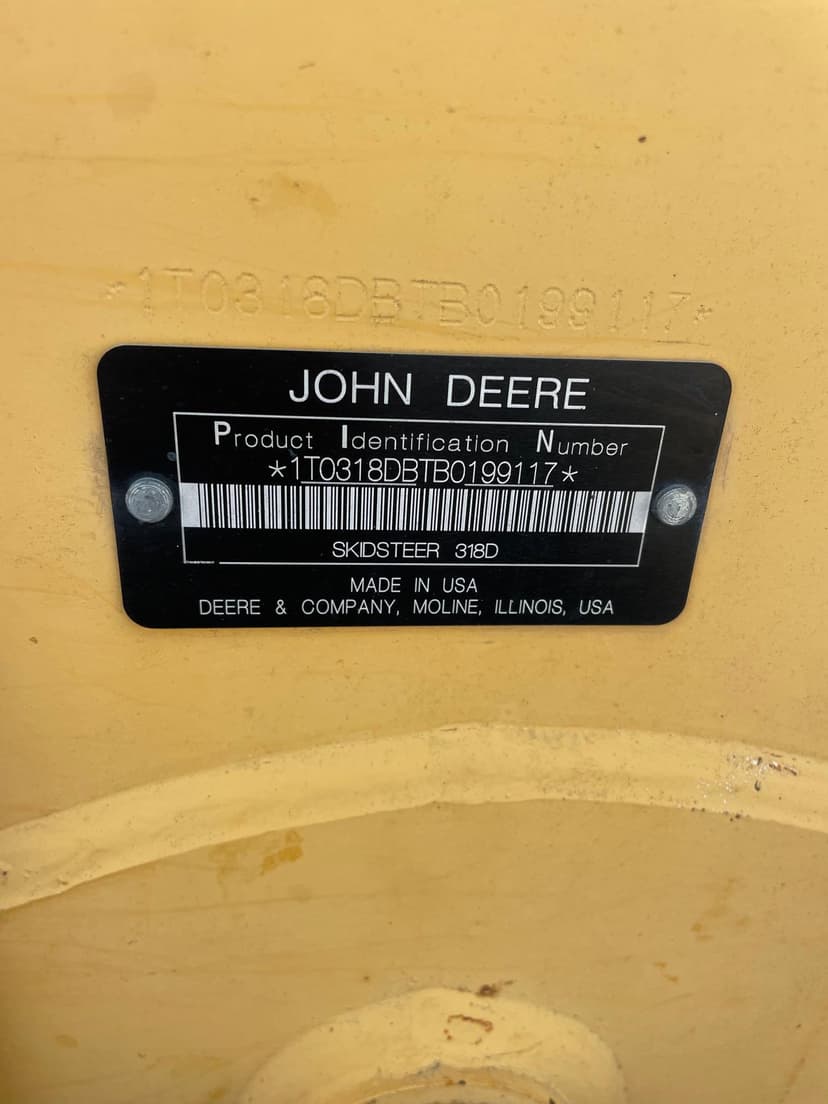 *1T0318DBTB0199117*
JOHN DEERE
Product Identification Number
*1T0318DBTB0199117*
SKIDSTEER 318D
MADE IN USA
DEERE & COMPANY, MOLINE, ILLINOIS, USA